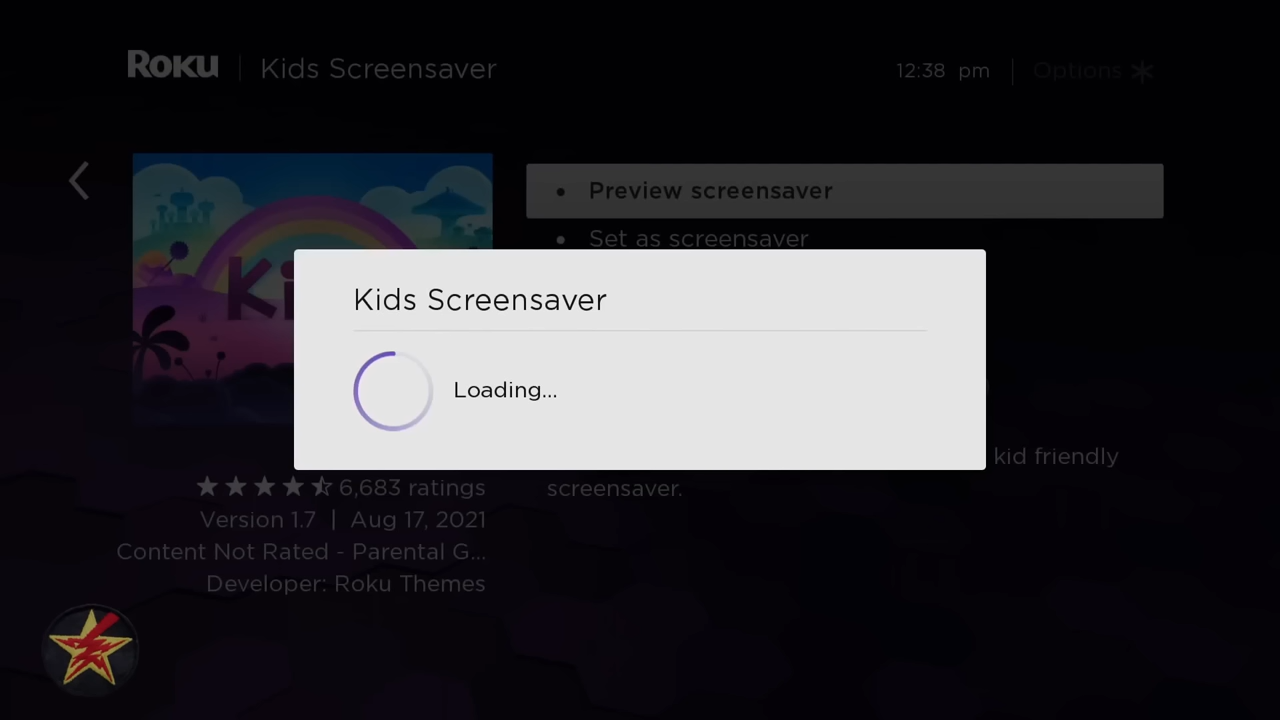 Roku | Kids Screensaver
12:38 pm | Options
Preview screensaver
Set as screensaver
Ki
Kids Screensaver
Loading...
kid friendly
screensaver.
6,683 ratings
Version 1.7 | Aug 17, 2021
Content Not Rated - Parental G...
Developer: Roku Themes